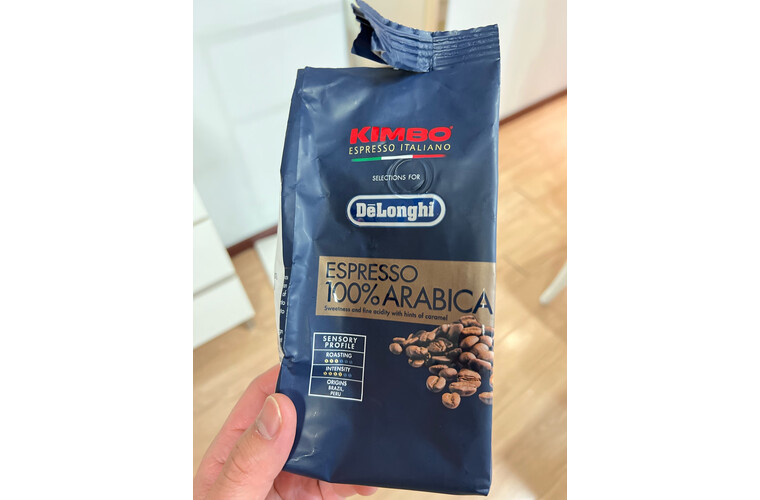 KIMBO
ESPRESSO ITALIANO
SELECTIONS FOR
DēLonghi
ESPRESSO
100% ARABICA
Sweetness and fine acidity with hints of caramel
SENSORY
PROFILE
ROASTING
INTENSITY
ORIGINS
BRAZIL,
PERU